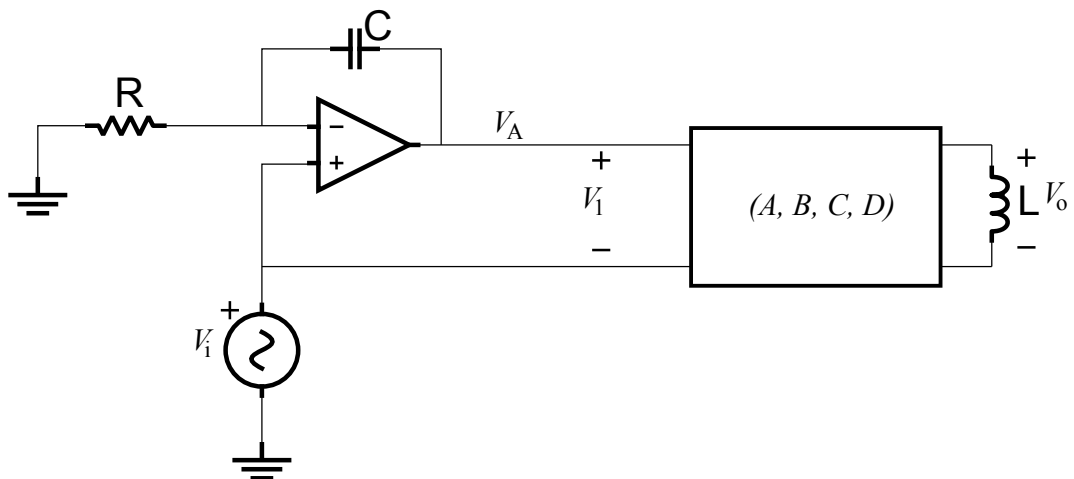 C
R
−
+
V_A
+
V_1
−
(A, B, C, D)
+
L
V_o
−
+
V_i